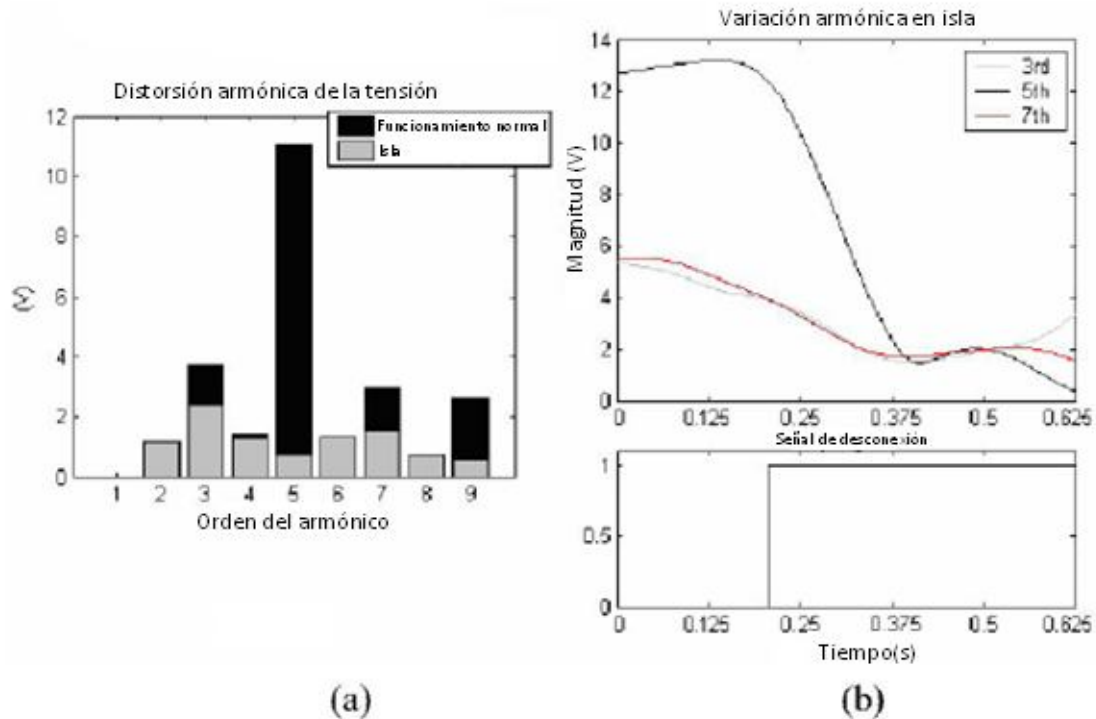 Distorsión armónica de la tensión
12
10
8
6
4
2
0
(V)
Funcionamiento normal
Isla
1 2 3 4 5 6 7 8 9
Orden del armónico
(a)
Variación armónica en isla
14
12
10
8
6
4
2
0
Magnitud (V)
3rd
5th
7th
0 0.125 0.25 0.375 0.5 0.625
Señal de desconexión
1
0.5
0
0 0.125 0.25 0.375 0.5 0.625
Tiempo(s)
(b)